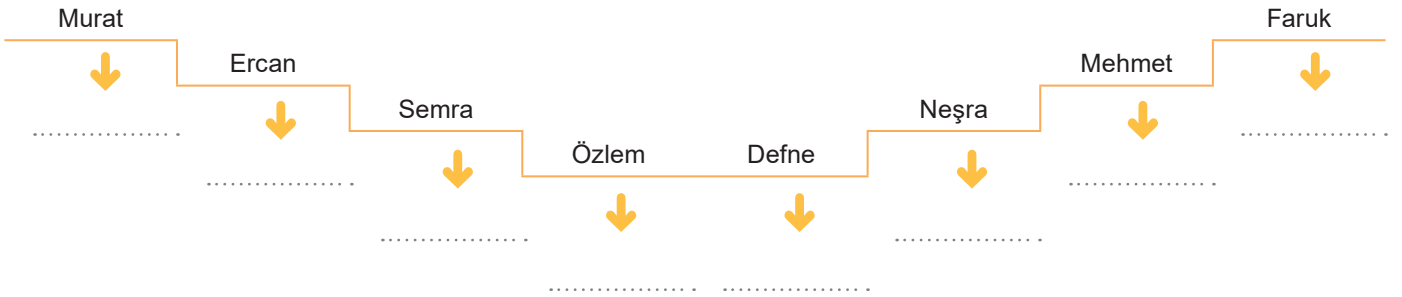 Murat
Ercan
Semra
Özlem
Defne
Neşra
Mehmet
Faruk